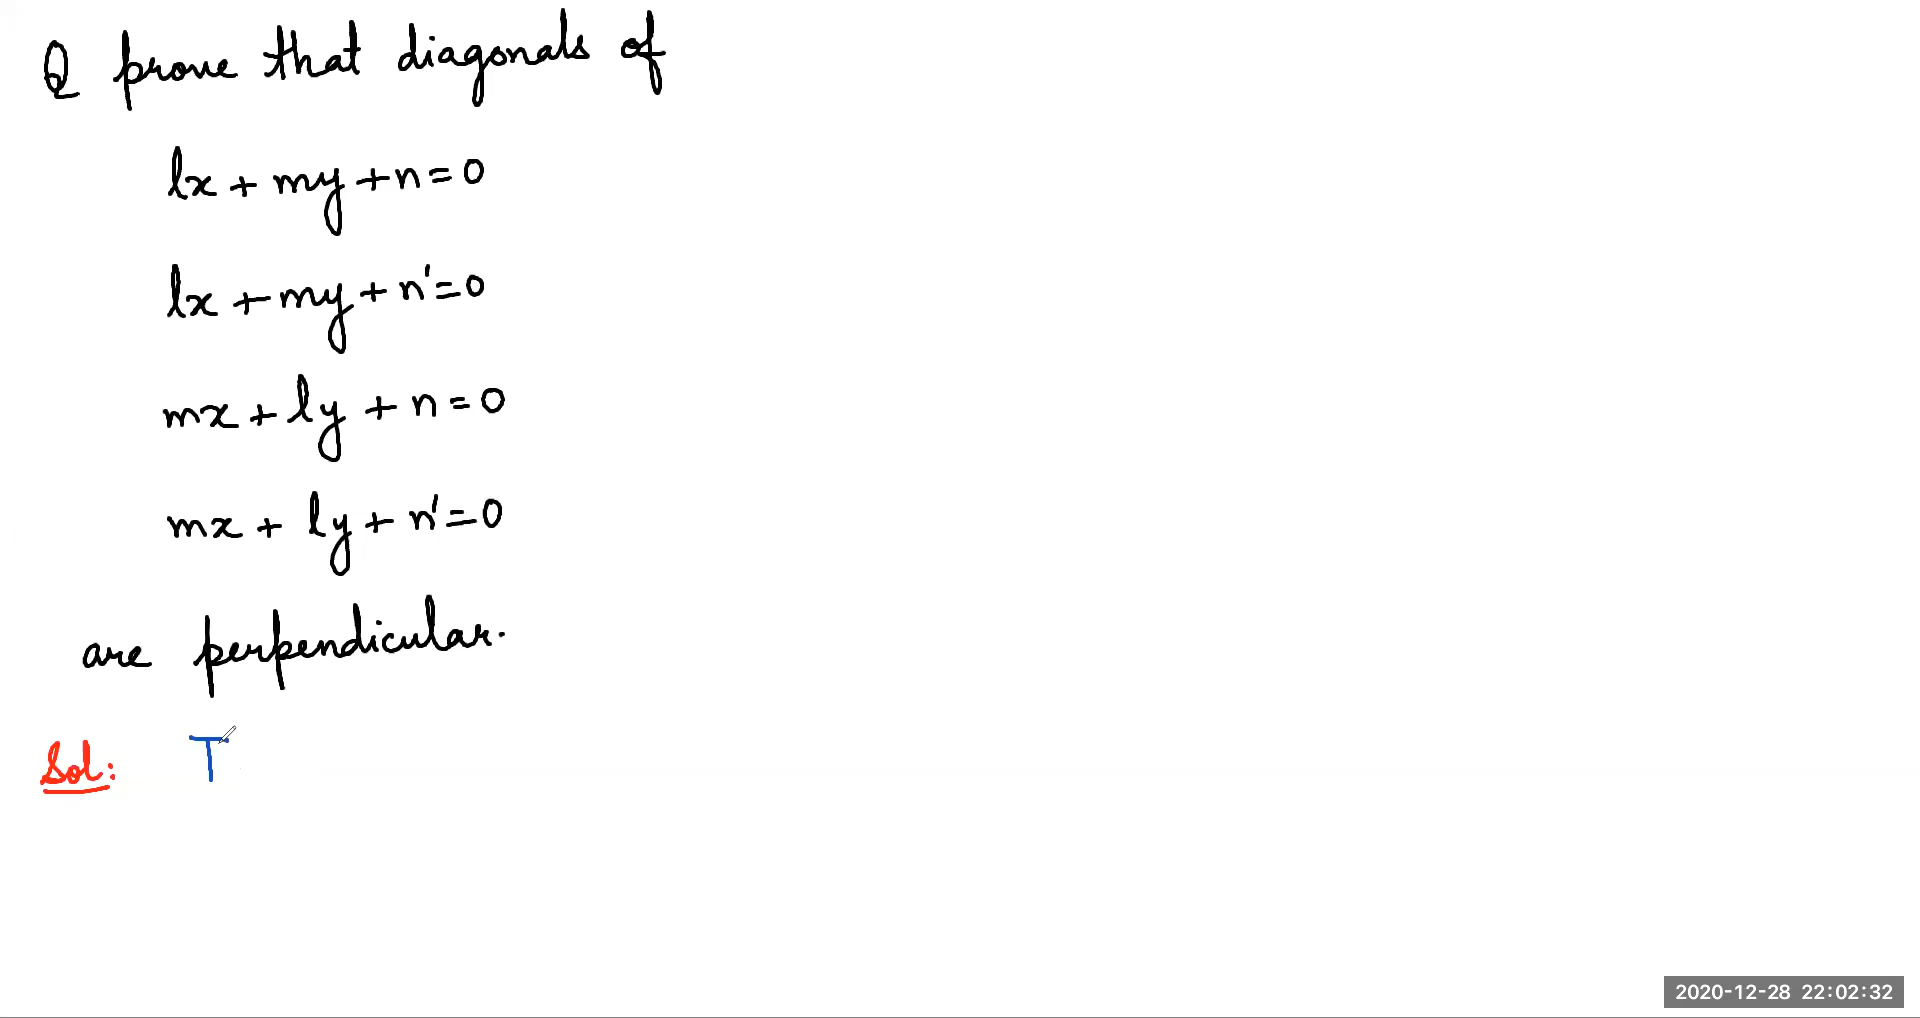 Q prove that diagonals of
lx + my + n = 0
lx + my + n' = 0
mx + ly + n = 0
mx + ly + n' = 0
are perpendicular.
Sol: T
2020-12-28 22:02:32